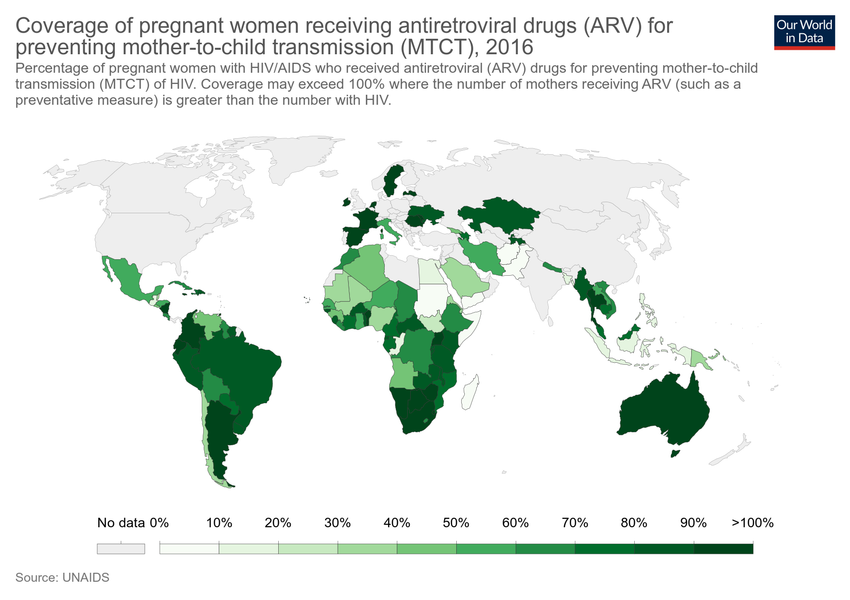 Coverage of pregnant women receiving antiretroviral drugs (ARV) for
preventing mother-to-child transmission (MTCT), 2016
Our World
in Data
Percentage of pregnant women with HIV/AIDS who received antiretroviral (ARV) drugs for preventing mother-to-child
transmission (MTCT) of HIV. Coverage may exceed 100% where the number of mothers receiving ARV (such as a
preventative measure) is greater than the number with HIV.
No data 0% 10% 20% 30% 40% 50% 60% 70% 80% 90% >100%
Source: UNAIDS